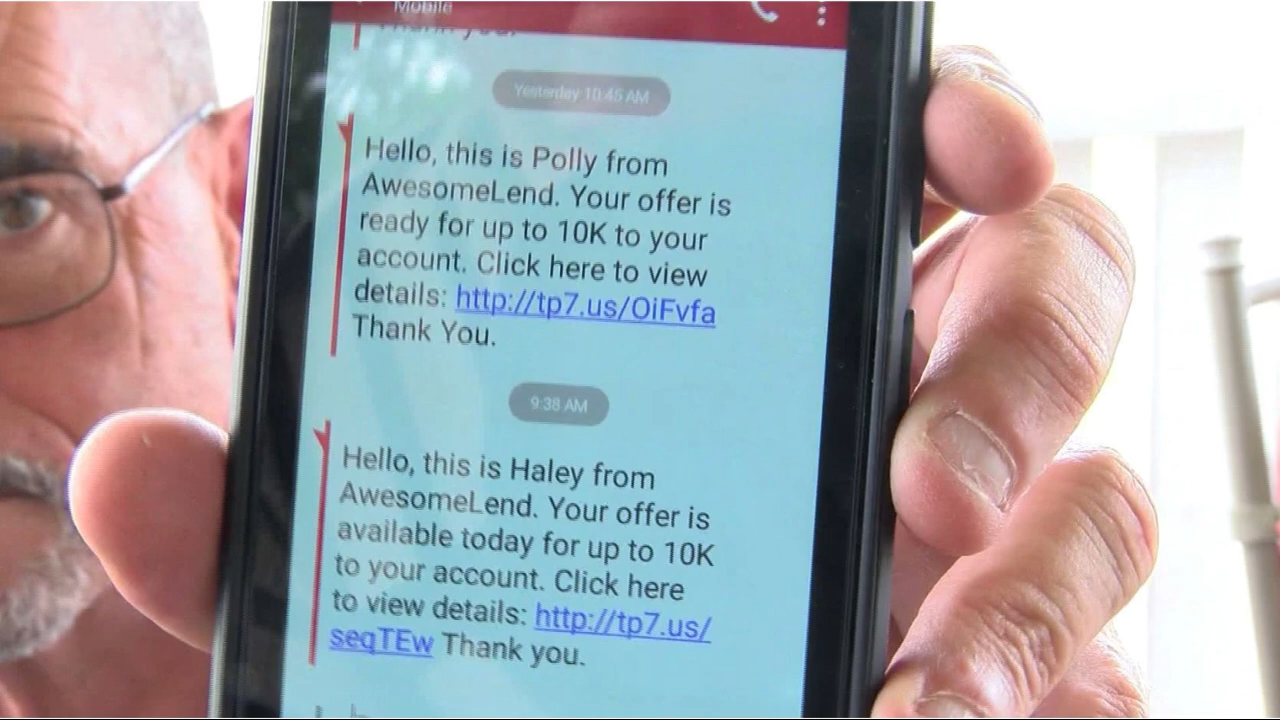 Mobile
Thank you.
Yesterday 10:45 AM
Hello, this is Polly from
AwesomeLend. Your offer is
ready for up to 10K to your
account. Click here to view
details: http://tp7.us/OiFvfa
Thank You.
9:38 AM
Hello, this is Haley from
AwesomeLend. Your offer is
available today for up to 10K
to your account. Click here
to view details: http://tp7.us/
seqTEw Thank you.